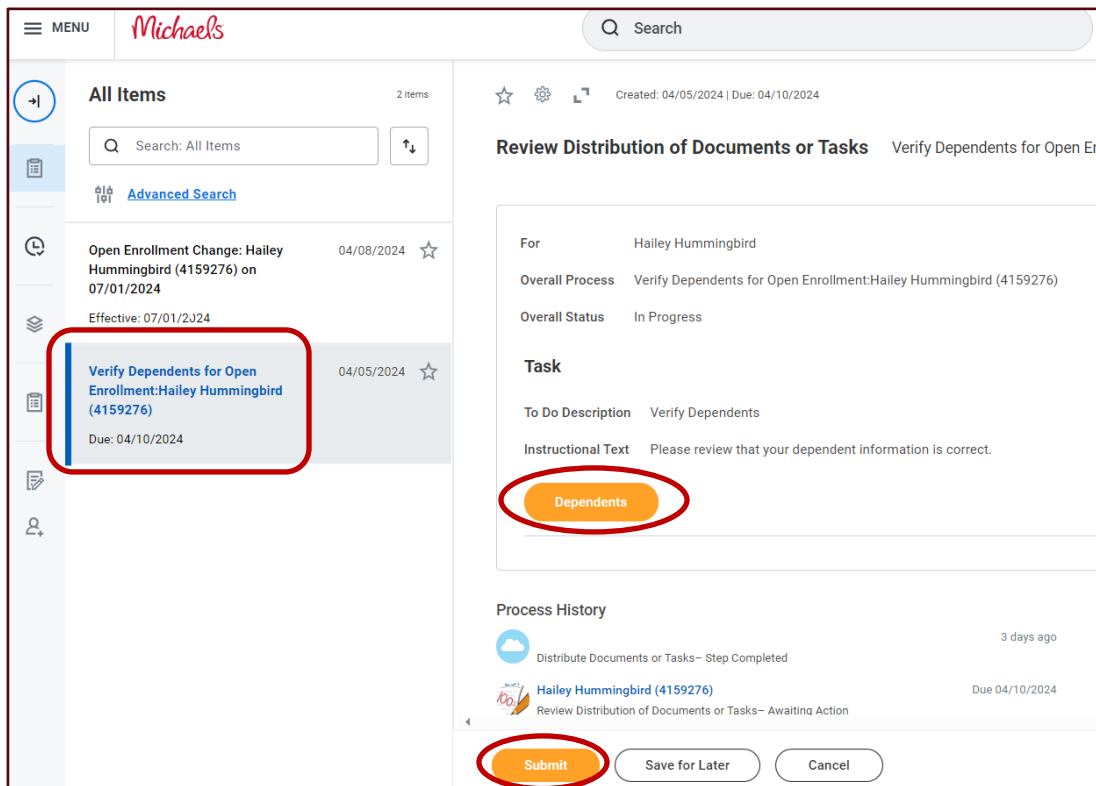 MENU
Michaels
Search
All Items
2 items
Search: All Items
Advanced Search
Open Enrollment Change: Hailey
Hummingbird (4159276) on
07/01/2024
04/08/2024
Effective: 07/01/2024
Verify Dependents for Open
Enrollment:Hailey Hummingbird
(4159276)
04/05/2024
Due: 04/10/2024
Created: 04/05/2024 | Due: 04/10/2024
Review Distribution of Documents or Tasks Verify Dependents for Open
For Hailey Hummingbird
Overall Process Verify Dependents for Open Enrollment:Hailey Hummingbird (4159276)
Overall Status In Progress
Task
To Do Description Verify Dependents
Instructional Text Please review that your dependent information is correct.
Dependents
Process History
3 days ago
Distribute Documents or Tasks– Step Completed
Hailey Hummingbird (4159276) Due 04/10/2024
Review Distribution of Documents or Tasks– Awaiting Action
Submit Save for Later Cancel